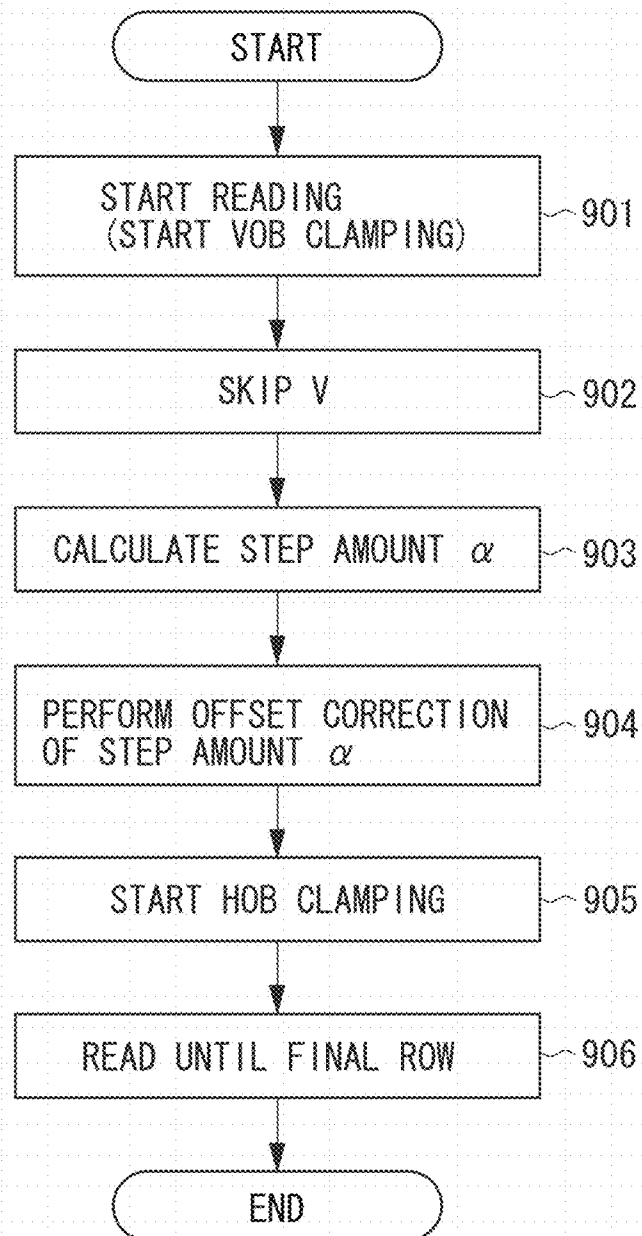 START
START READING
(START VOB CLAMPING)
901
SKIP V
902
CALCULATE STEP AMOUNT α
903
PERFORM OFFSET CORRECTION
OF STEP AMOUNT α
904
START HOB CLAMPING
905
READ UNTIL FINAL ROW
906
END